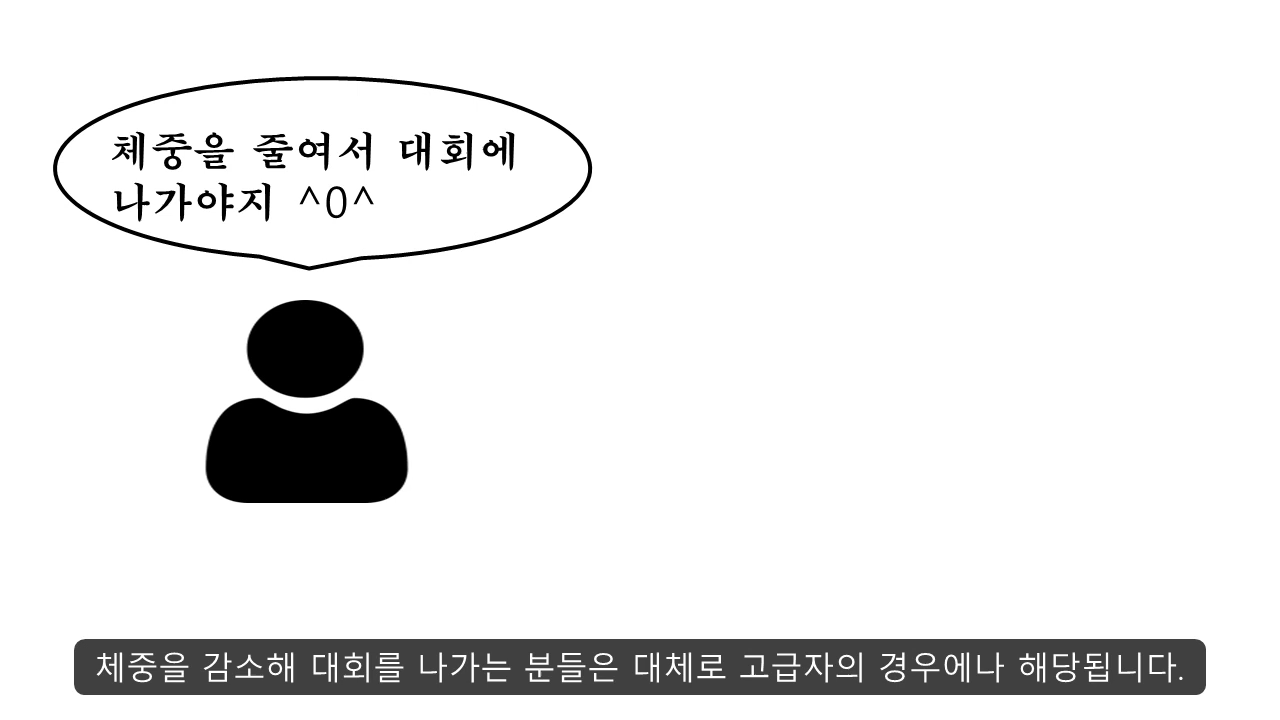 체중을 줄여서 대회에
나가야지 ^0^
체중을 감소해 대회를 나가는 분들은 대체로 고급자의 경우에나 해당됩니다.